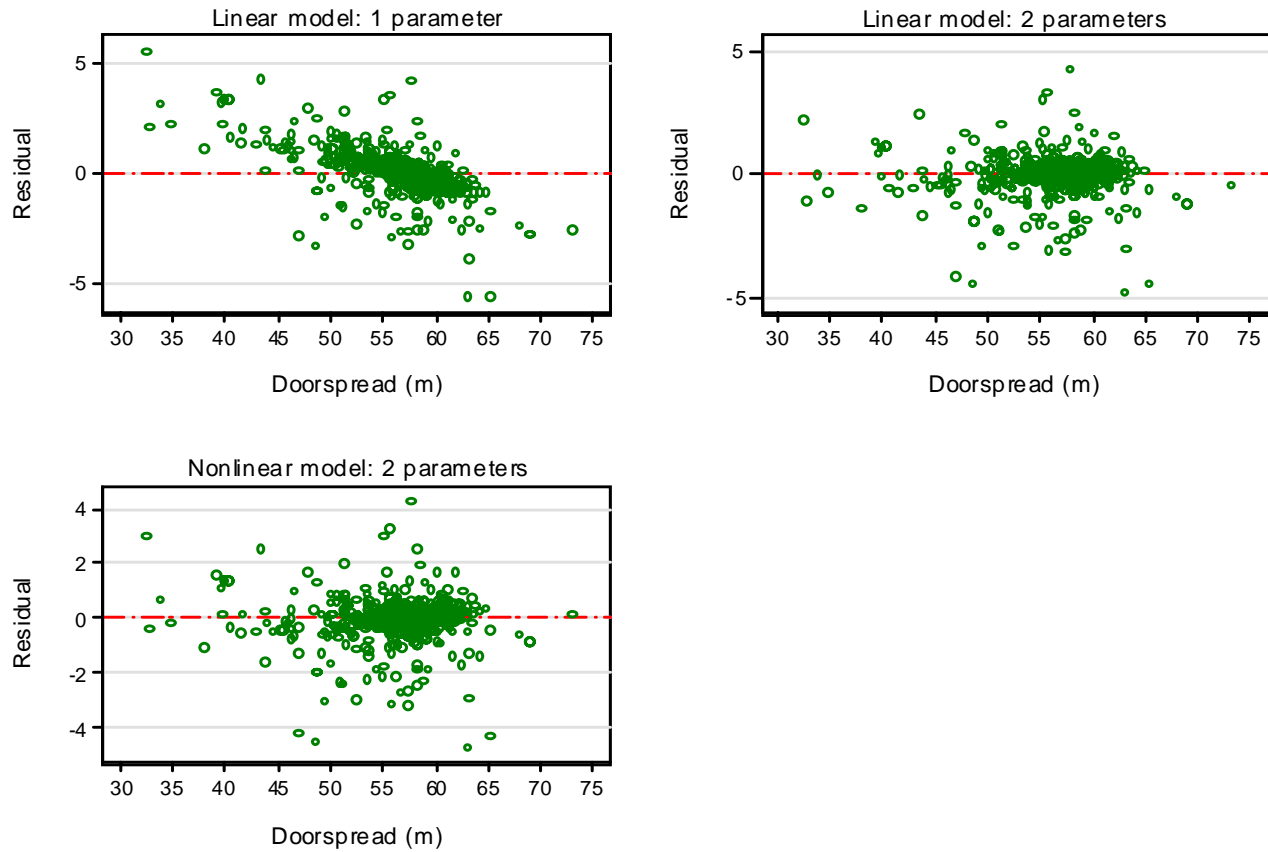 Linear model: 1 parameter
5
0
-5
Residual
30 35 40 45 50 55 60 65 70 75
Doorspread (m)
Linear model: 2 parameters
5
0
-5
Residual
30 35 40 45 50 55 60 65 70 75
Doorspread (m)
Nonlinear model: 2 parameters
4
2
0
-2
-4
Residual
30 35 40 45 50 55 60 65 70 75
Doorspread (m)